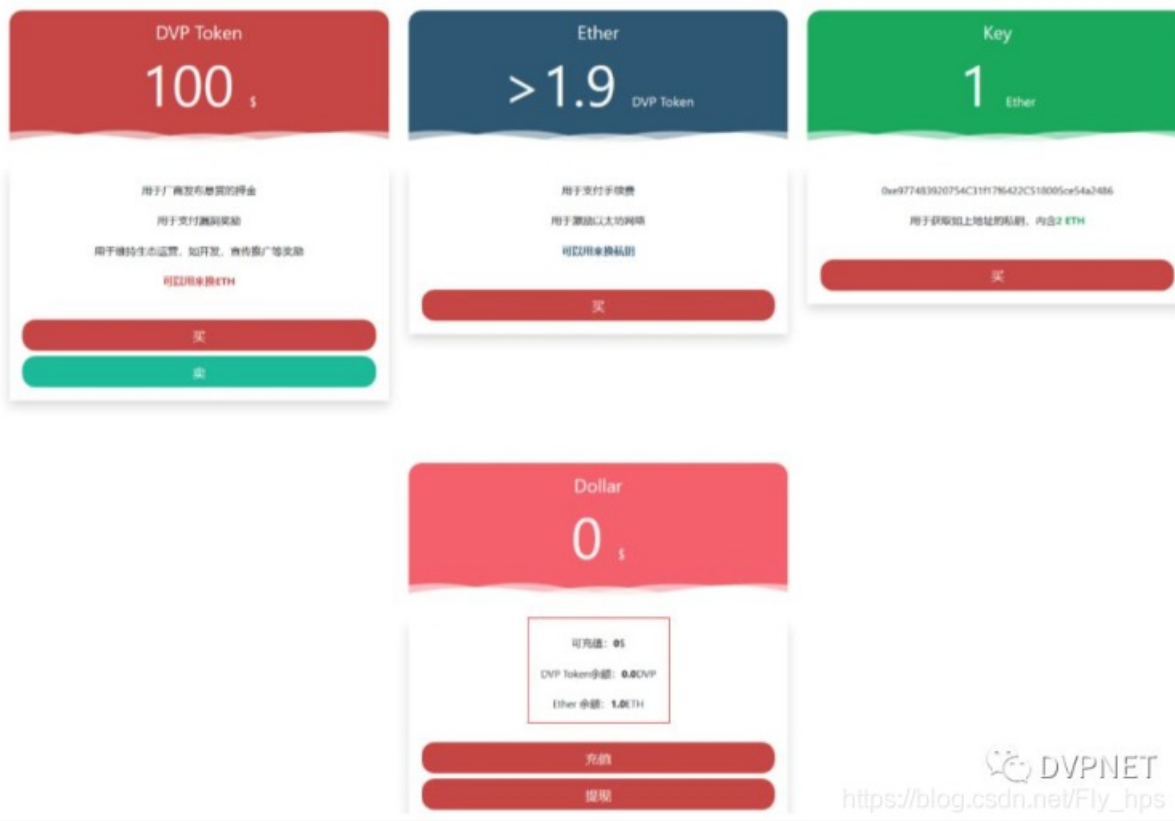 DVP Token
100 $
用于厂商发布悬赏的押金
用于支付漏洞奖励
用于维持生态运营，如开发、宣传推广等奖励
可以用来换ETH
买
卖
Ether
>1.9 DVP Token
用于支付手续费
用于激励以太坊网络
可以用来换私钥
买
Key
1 Ether
0xe977483920754C31f17f6422C518005ce54a2486
用于获取如上地址的私钥，内含2 ETH
买
Dollar
0 $
可充值：0$
DVP Token余额：0.0DVP
Ether 余额：1.0ETH
充值
提现
DVPNET
https://blog.csdn.net/Fly_hps